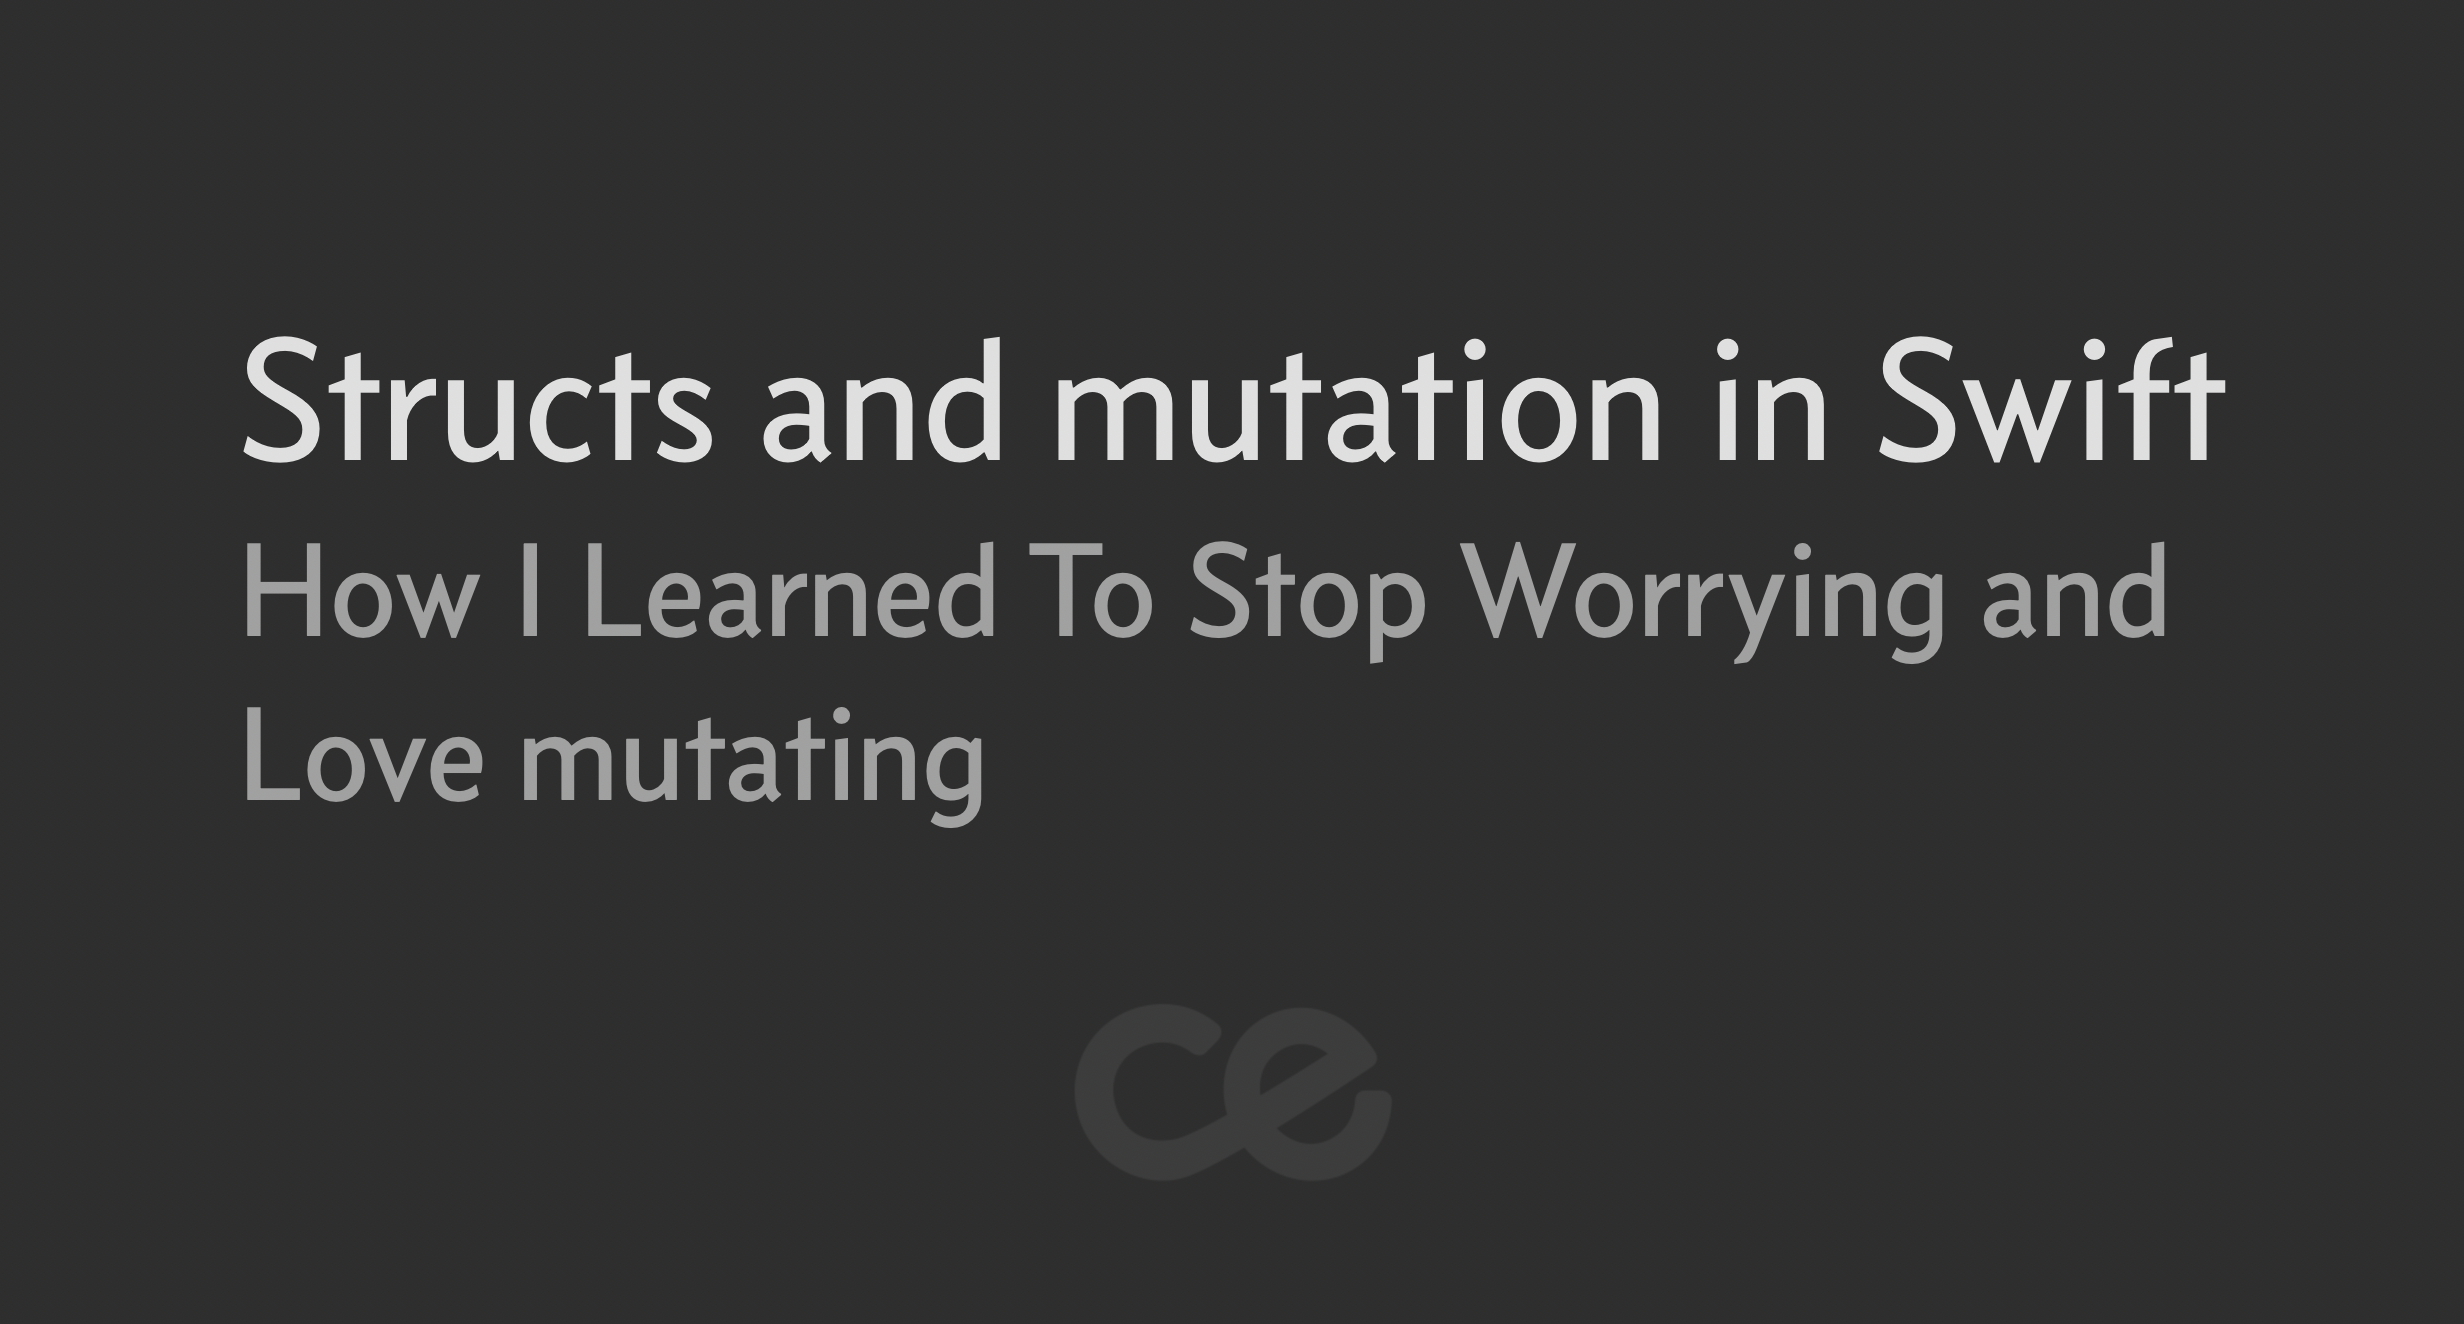 Structs and mutation in Swift
How I Learned To Stop Worrying and
Love mutating
ce